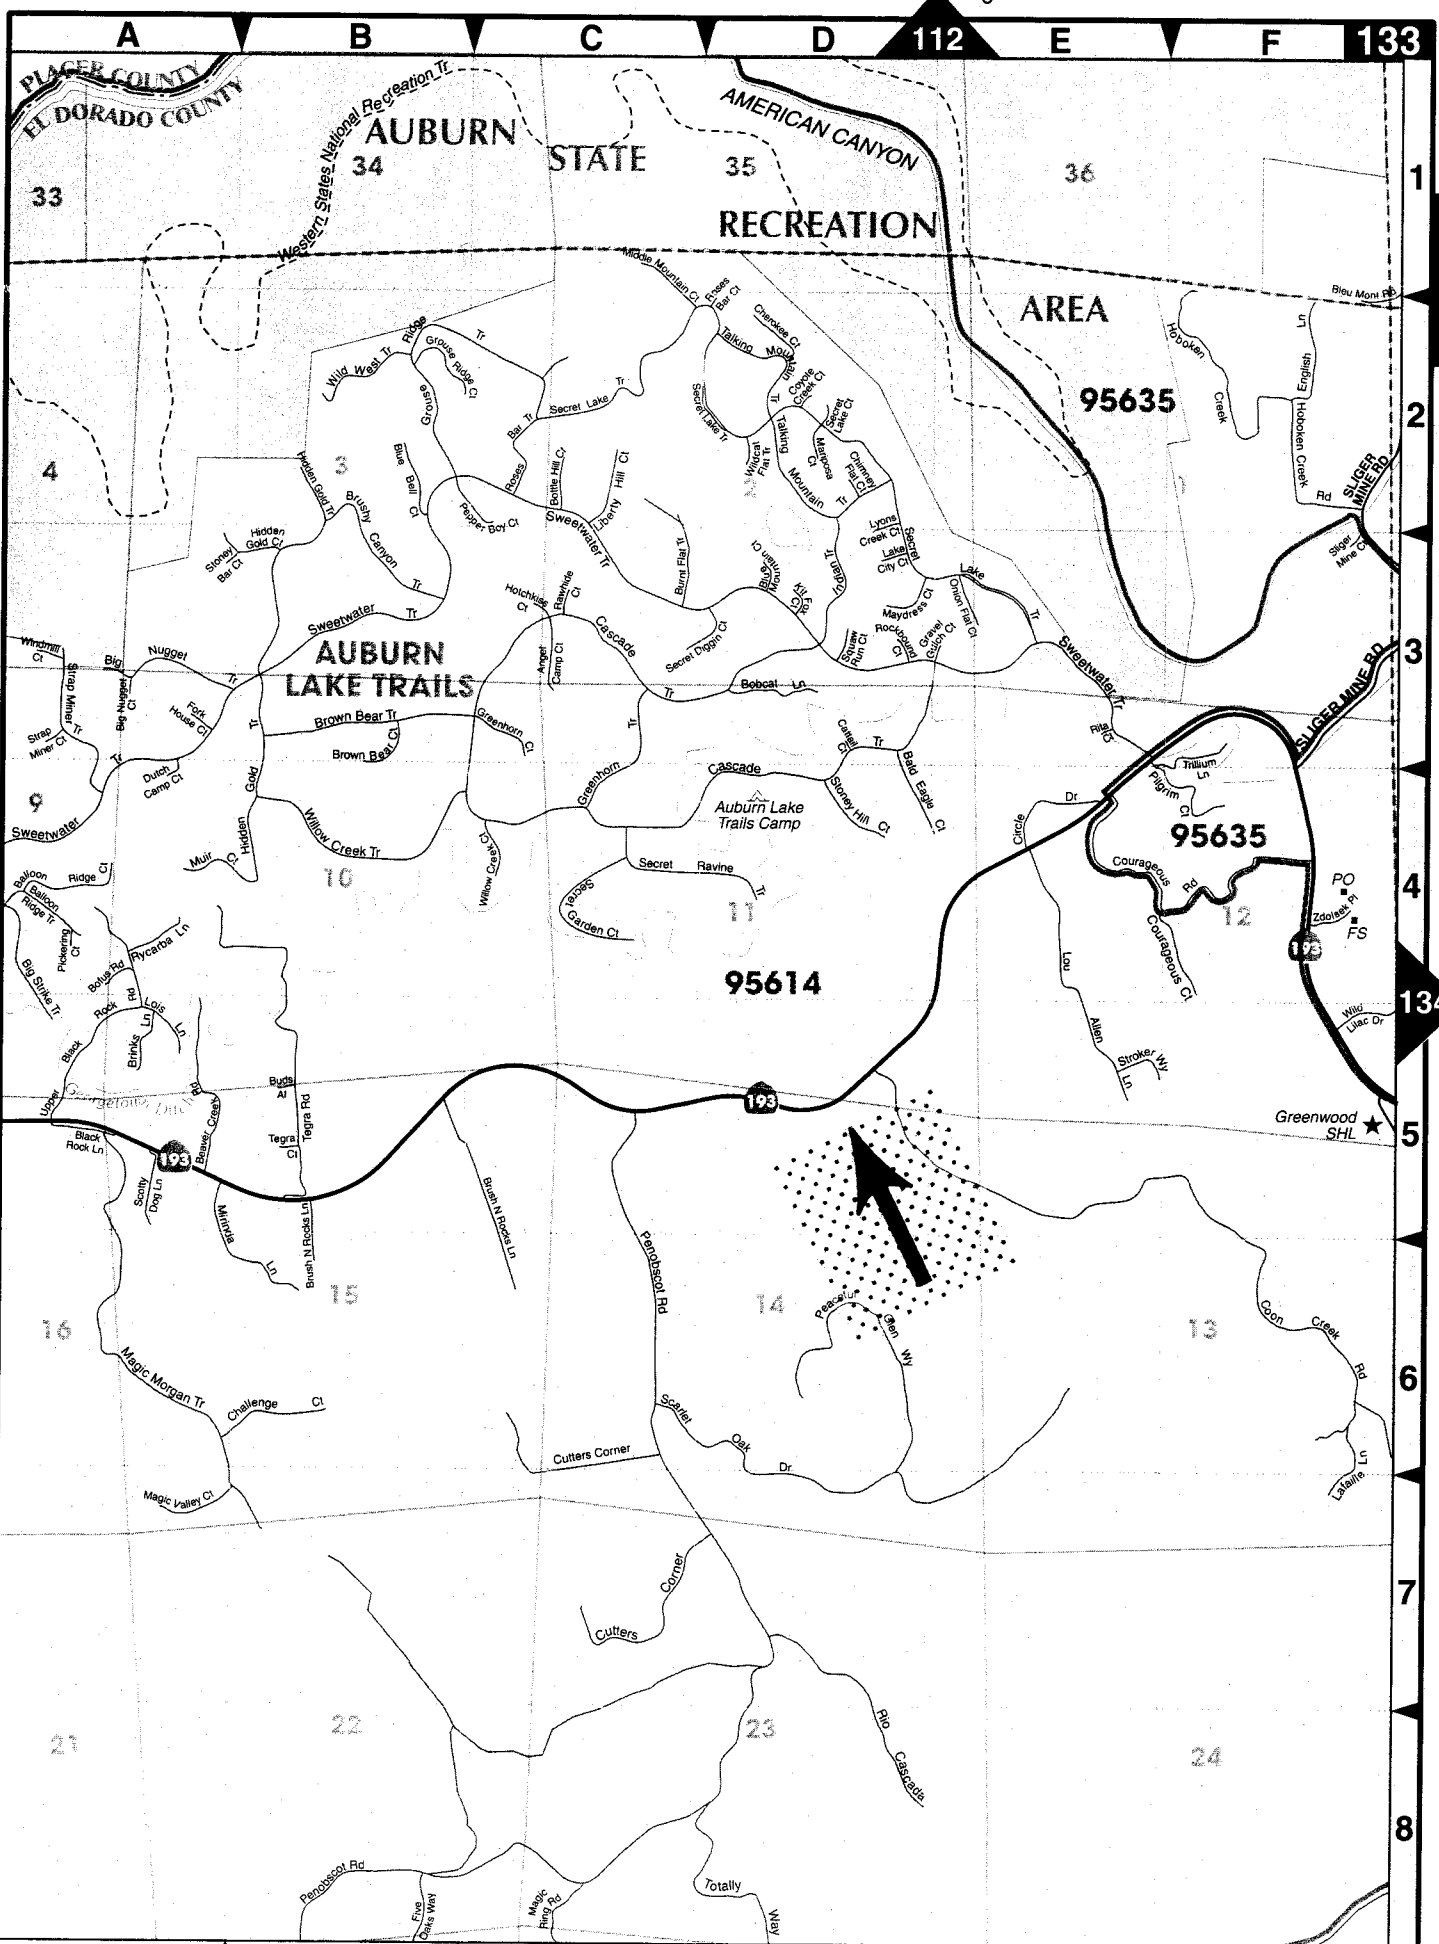 A
B
C
D
112
E
F
133
PLACER COUNTY
EL DORADO COUNTY
Western States National Recreation Tr
AUBURN
STATE
RECREATION
AREA
AMERICAN CANYON
33
34
35
36
1
Middle Mountain Ct
Roses Bar Ct
Cherokee Ct
Bleu Mont Rd
Hoboken
Creek
English
Ln
Hoboken Creek
Rd
SLIGER
MINE RD
Sliger
Mine Ct
Wild West Tr
Ridge
Tr
Grouse Ridge Ct
Grouse
Talking
Mountain
Tr
Coyote
Creek Ct
Secret
Lake Ct
95635
2
Secret Lake
Tr
Bar Tr
Roses
Secret Lake Tr
Wildcat
Flat Tr
Talking
Mountain
Tr
Mariposa
Ct
Chimney
Flat Ct
4
3
Hidden Gold Tr
Brushy
Canyon
Tr
Blue
Bell
Ct
Pepper Boy Ct
Bottle Hill Ct
Liberty
Hill Ct
Sweetwater Tr
Hidden
Gold Ct
Stoney
Bar Ct
Burnt Flat Tr
Blue
Mountain Ct
Kit Fox
Ct
Indian Tr
Lyons
Creek Ct
Lake
City Ct
Secret
Lake
Tr
Maydress Ct
Onion Flat Ct
Rockbound
Ct
Gravel
Gulch Ct
Squaw
Run Ct
Hotchkiss
Ct
Rawhide
Ct
Angel
Camp Ct
Cascade
Tr
Secret Diggin Ct
Bobcat Ln
Sweetwater
Tr
AUBURN
LAKE TRAILS
Windmill
Ct
Strap Miner
Tr
Strap
Miner Ct
Big
Nugget
Tr
Big Nugget
Ct
Fork
House Ct
Dutch
Camp Ct
Tr
3
Sweetwater Tr
SLIGER MINE RD
Rita
Ct
Trillium
Ln
Pilgrim
Ct
Brown Bear Tr
Brown Bear Ct
Greenhorn
Ct
Greenhorn
Tr
Cascade
Tr
Cattail
Ct
Bald Eagle
Ct
Stoney Hill Ct
Auburn Lake
Trails Camp
9
Sweetwater
Tr
Gold
Hidden
Willow Creek Tr
Willow Creek Ct
Muir
Ct
10
Circle
Dr
95635
Courageous
Rd
Courageous Ct
12
PO
Zdolsek Pl
FS
193
4
Balloon
Ridge Ct
Balloon
Ridge Tr
Pickering
Ct
Big Strike Tr
Rycarba Ln
Bofus Rd
Rd
Rock
Black
Upper
Lois
Ln
Brinks
Ln
Secret Ravine
Tr
Secret
Garden Ct
11
95614
Lou
Allen
Ln
Stroker Wy
134
Wild
Lilac Dr
Georgetown Ditch
Buds
Al
Tegra Rd
Tegra
Ct
Beaver Creek
Rd
Black
Rock Ln
193
Scotty
Dog Ln
Mirinda
Ln
Brush N Rocks Ln
Brush N Rocks Ln
193
Greenwood
SHL
5
Penobscot Rd
16
15
14
13
Peaceful
Glen
Wy
Coon
Creek
Rd
6
Magic Morgan Tr
Challenge
Ct
Magic Valley Ct
Cutters Corner
Scarlet
Oak
Dr
Lafaille
Ln
Cutters
Corner
7
21
22
23
24
Rio
Cascada
8
Penobscot Rd
Five
Oaks Way
Magic
Ring Rd
Totally
Way